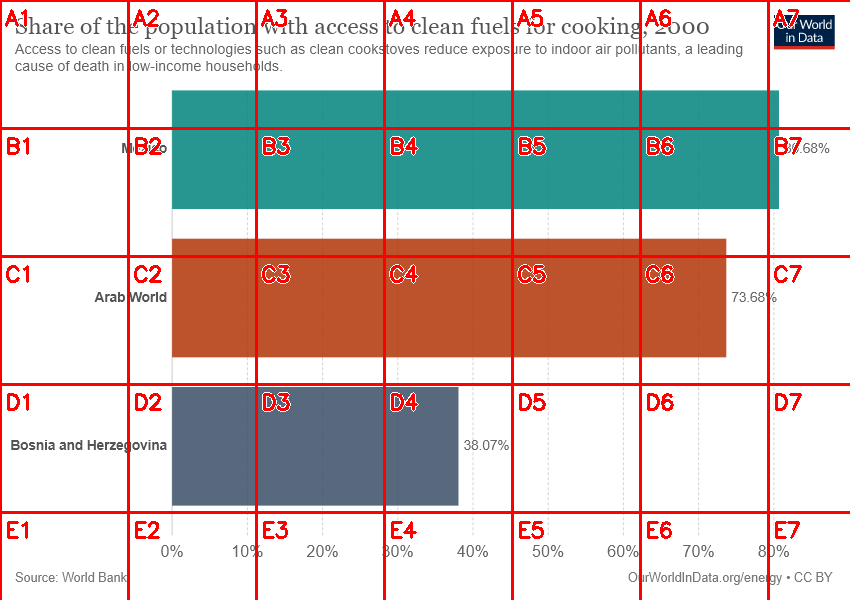 A1 A2 A3 A4 A5 A6 A7
Share of the population with access to clean fuels for cooking, 2000
Our World
in Data
Access to clean fuels or technologies such as clean cookstoves reduce exposure to indoor air pollutants, a leading
cause of death in low-income households.
B1 B2 B3 B4 B5 B6 B7
Mexico 80.68%
C1 C2 C3 C4 C5 C6 C7
Arab World 73.68%
D1 D2 D3 D4 D5 D6 D7
Bosnia and Herzegovina 38.07%
E1 E2 E3 E4 E5 E6 E7
0% 10% 20% 30% 40% 50% 60% 70% 80%
Source: World Bank
OurWorldInData.org/energy • CC BY